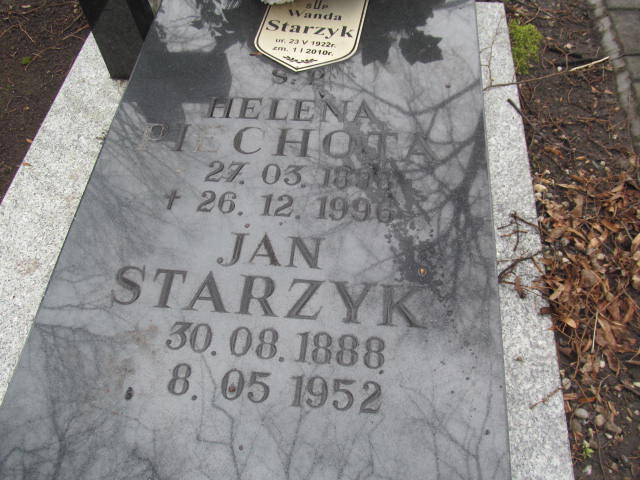 ŚP
Wanda
Starzyk
ur. 23 V 1922r.
zm. 1 I 2010r.
Ś. P.
HELENA
PIECHOTA
27. 03.
+ 26. 12. 1996
JAN
STARZYK
30. 08. 1888.
8. 05 1952